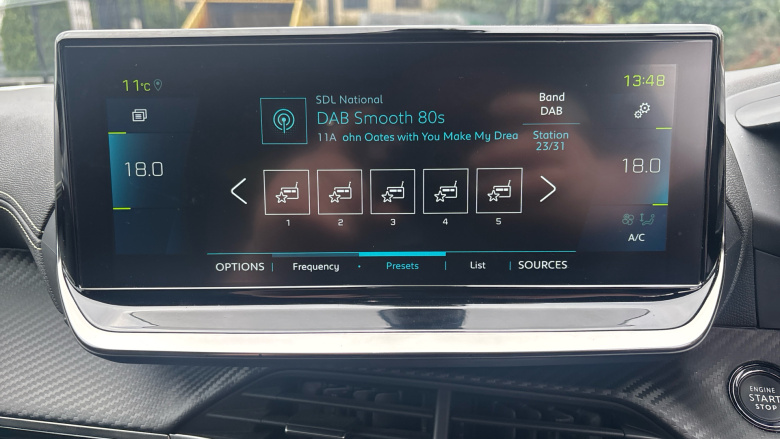 11°C
13:48
SDL National
DAB Smooth 80s
11A ohn Oates with You Make My Drea
Band
DAB
Station
23/31
18.0
18.0
1 2 3 4 5
A/C
OPTIONS | Frequency · Presets | List | SOURCES
ENGINE
START
STOP